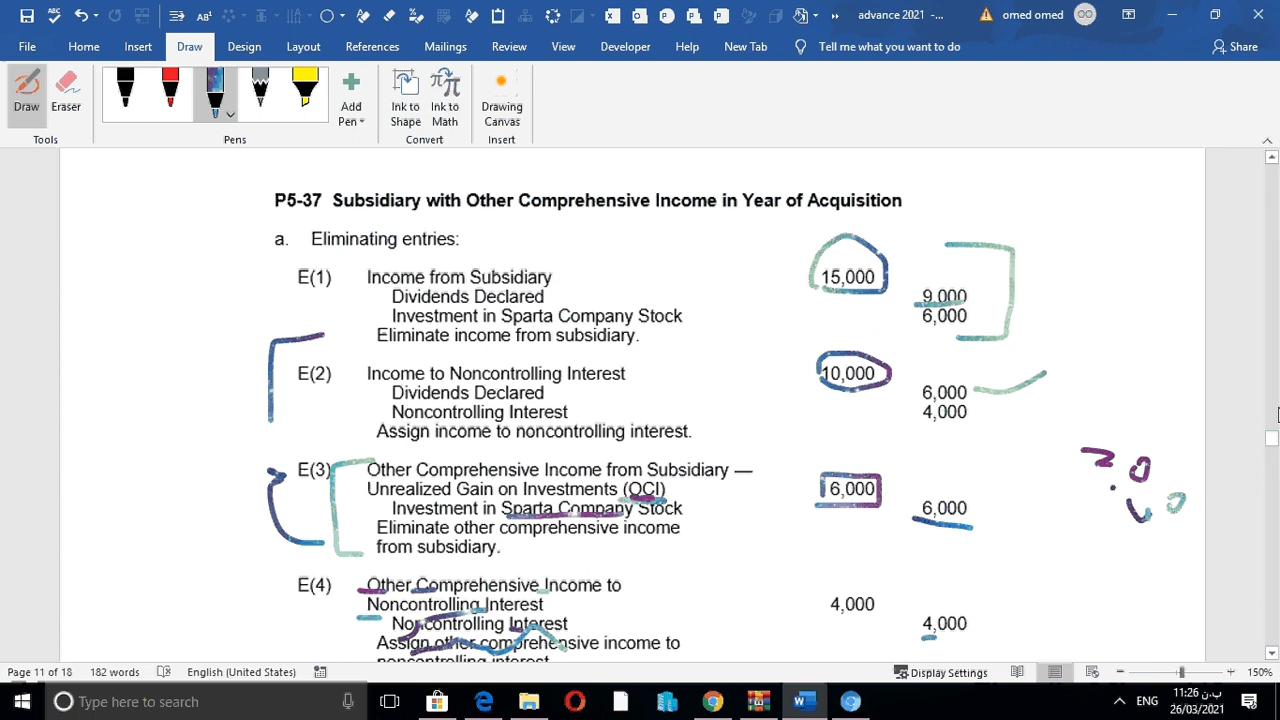 advance 2021 -...
omed omed
OO
File Home Insert Draw Design Layout References Mailings Review View Developer Help New Tab Tell me what you want to do Share
Draw Eraser Add Pen Ink to Shape Ink to Math Drawing Canvas
Tools Pens Convert Insert
P5-37 Subsidiary with Other Comprehensive Income in Year of Acquisition
a. Eliminating entries:
E(1) Income from Subsidiary 15,000
Dividends Declared 9,000
Investment in Sparta Company Stock 6,000
Eliminate income from subsidiary.
E(2) Income to Noncontrolling Interest 10,000
Dividends Declared 6,000
Noncontrolling Interest 4,000
Assign income to noncontrolling interest.
E(3) Other Comprehensive Income from Subsidiary —
Unrealized Gain on Investments (OCI) 6,000
Investment in Sparta Company Stock 6,000
Eliminate other comprehensive income
from subsidiary.
E(4) Other Comprehensive Income to
Noncontrolling Interest 4,000
Noncontrolling Interest 4,000
Assign other comprehensive income to
noncontrolling interest.
Page 11 of 18 182 words English (United States) Display Settings 150%
Type here to search ENG 11:26 ب.ن
26/03/2021